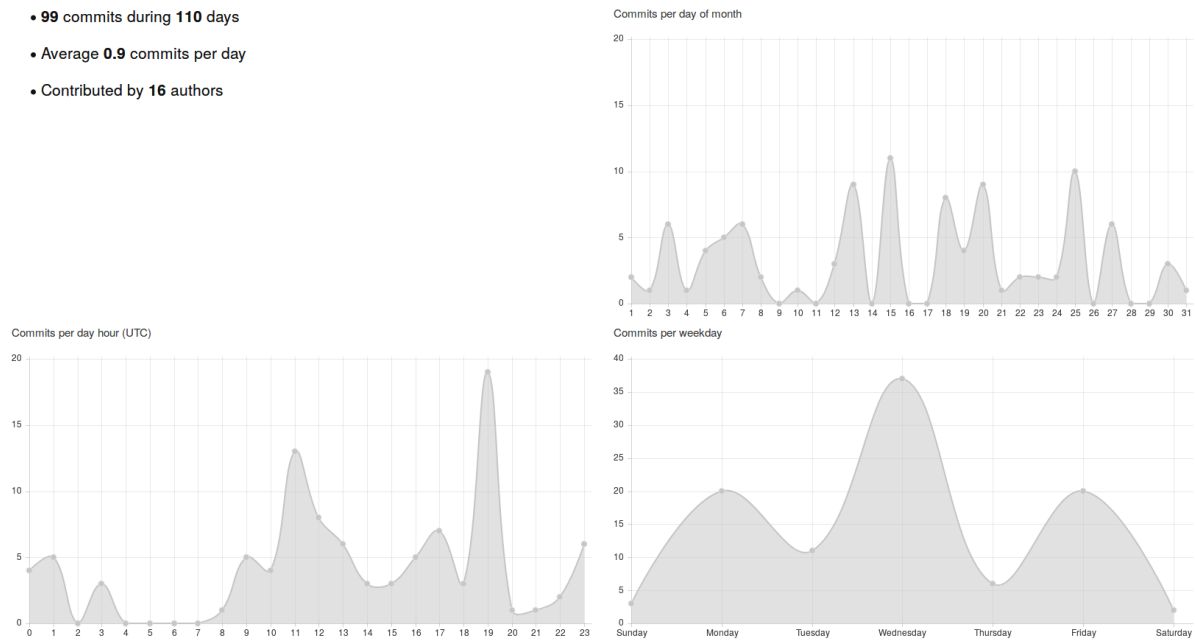 • 99 commits during 110 days
• Average 0.9 commits per day
• Contributed by 16 authors
Commits per day of month
20
15
10
5
0
1 2 3 4 5 6 7 8 9 10 11 12 13 14 15 16 17 18 19 20 21 22 23 24 25 26 27 28 29 30 31
Commits per day hour (UTC)
20
15
10
5
0
0 1 2 3 4 5 6 7 8 9 10 11 12 13 14 15 16 17 18 19 20 21 22 23
Commits per weekday
40
35
30
25
20
15
10
5
0
Sunday Monday Tuesday Wednesday Thursday Friday Saturday